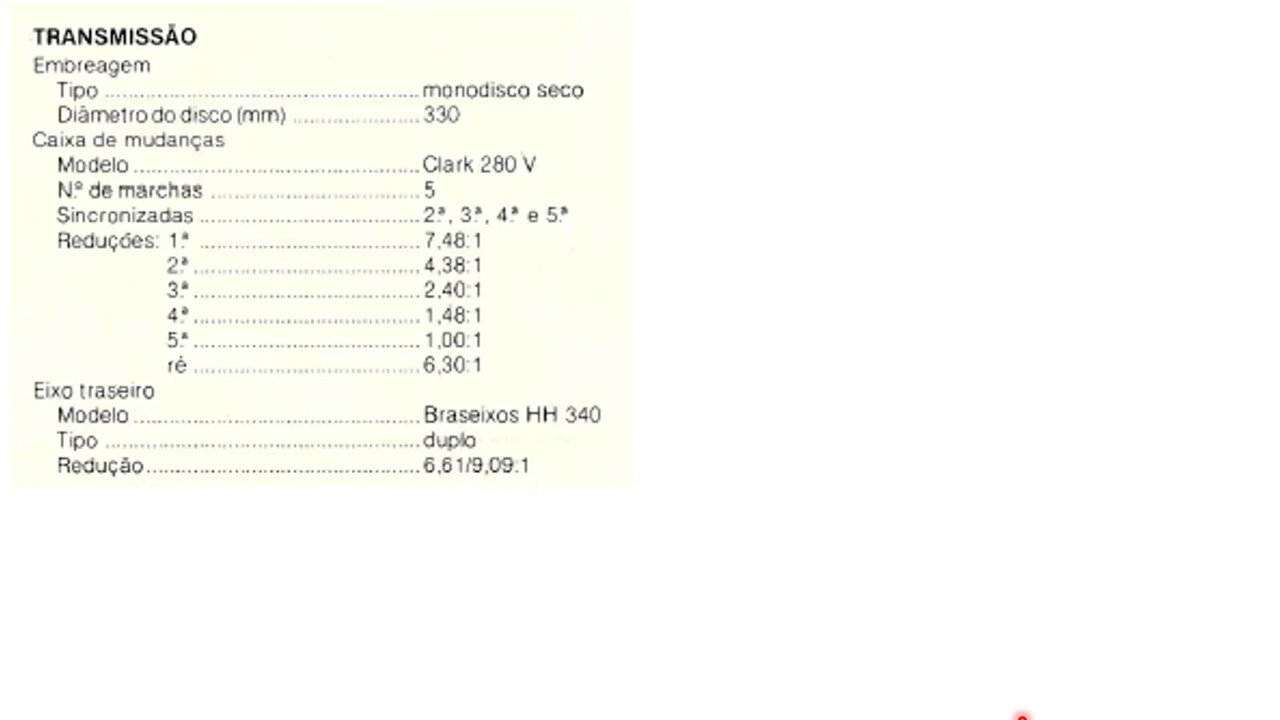 TRANSMISSÃO
Embreagem
Tipo ................................................ monodisco seco
Diâmetro do disco (mm) ...................... 330
Caixa de mudanças
Modelo ............................................ Clark 280 V
N.º de marchas .................................. 5
Sincronizadas .................................... 2.ª, 3.ª, 4.ª e 5.ª
Reduções: 1.ª .................................... 7,48:1
2.ª .................................... 4,38:1
3.ª .................................... 2,40:1
4.ª .................................... 1,48:1
5.ª .................................... 1,00:1
ré .................................... 6,30:1
Eixo traseiro
Modelo ............................................ Braseixos HH 340
Tipo ................................................ duplo
Redução .......................................... 6,61/9,09:1